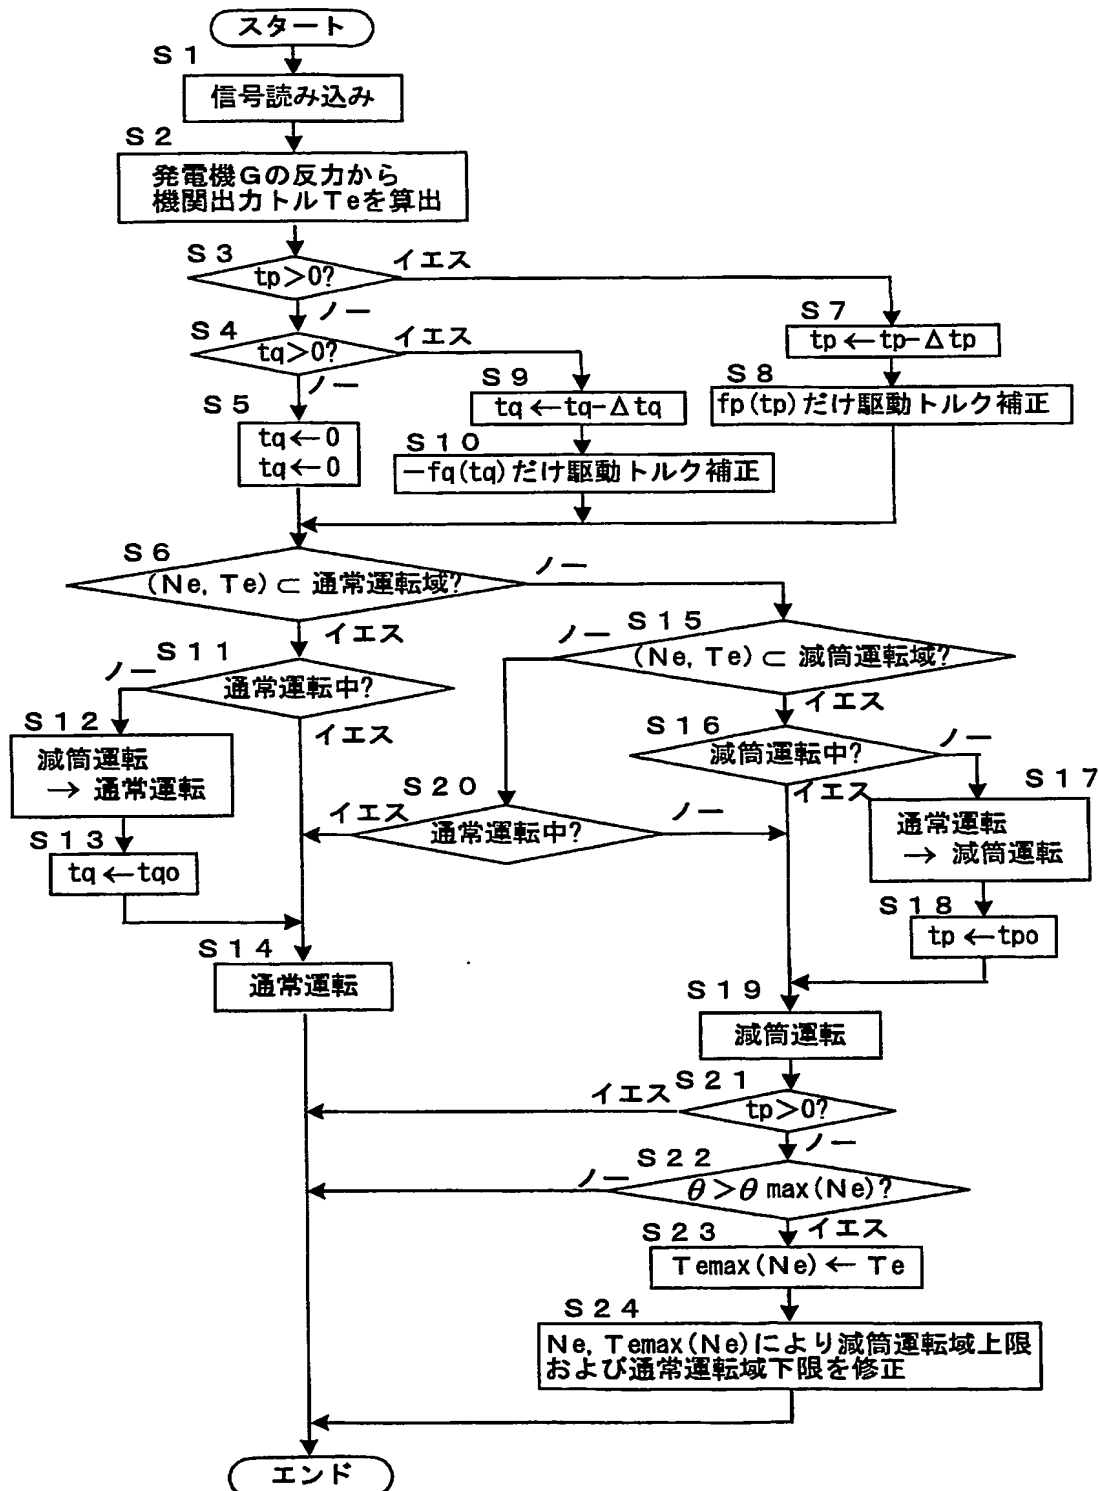 スタート
S1
信号読み込み
S2
発電機Gの反力から
機関出力トルTeを算出
S3
tp>0?
イエス
ノー
S4
tq>0?
イエス
ノー
S7
tp←tp-Δtp
S8
fp(tp)だけ駆動トルク補正
S9
tq←tq-Δtq
S10
-fq(tq)だけ駆動トルク補正
S5
tq←0
tq←0
S6
(Ne, Te)⊂ 通常運転域?
ノー
イエス
S11
通常運転中?
ノー
イエス
S12
減筒運転
→ 通常運転
S13
tq←tqo
S14
通常運転
S15
(Ne, Te)⊂ 減筒運転域?
ノー
イエス
S16
減筒運転中?
ノー
イエス
S17
通常運転
→ 減筒運転
S18
tp←tpo
S20
通常運転中?
イエス
ノー
S19
減筒運転
S21
tp>0?
イエス
ノー
S22
θ>θmax(Ne)?
ノー
イエス
S23
Temax(Ne)← Te
S24
Ne, Temax(Ne)により減筒運転域上限
および通常運転域下限を修正
エンド